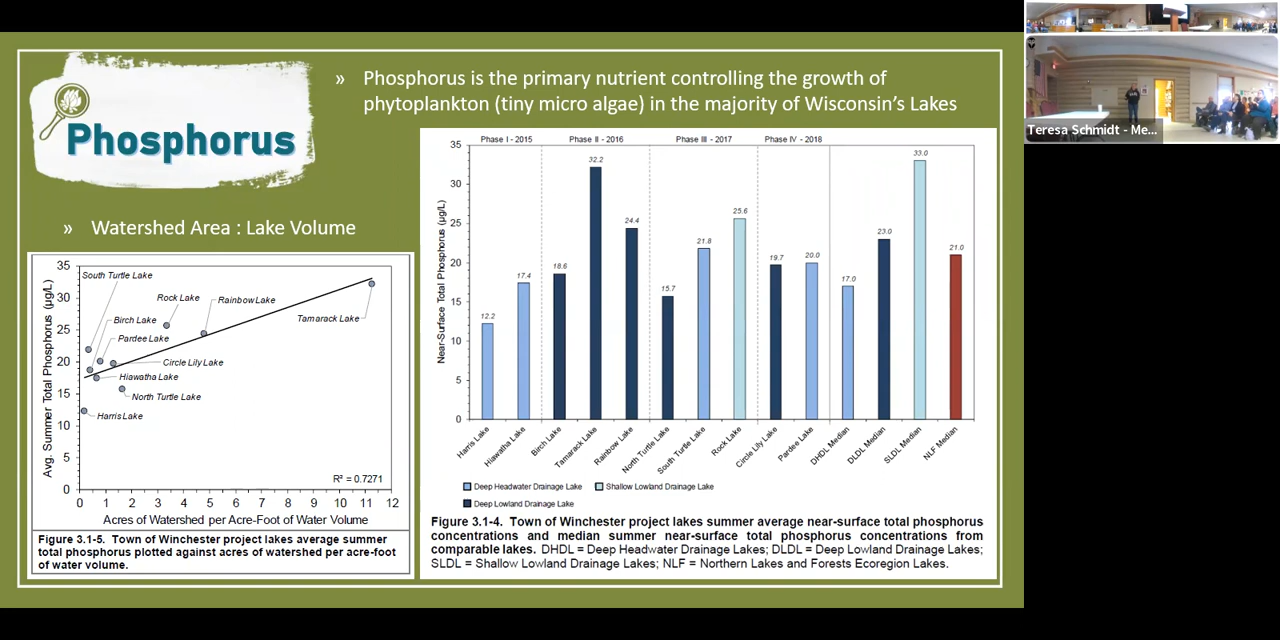 Phosphorus
» Phosphorus is the primary nutrient controlling the growth of
phytoplankton (tiny micro algae) in the majority of Wisconsin's Lakes
» Watershed Area : Lake Volume
Avg. Summer Total Phosphorus (µg/L)
35
30
25
20
15
10
5
0
South Turtle Lake
Rock Lake
Rainbow Lake
Birch Lake
Tamarack Lake
Pardee Lake
Circle Lily Lake
Hiawatha Lake
North Turtle Lake
Harris Lake
R² = 0.7271
0 1 2 3 4 5 6 7 8 9 10 11 12
Acres of Watershed per Acre-Foot of Water Volume
Figure 3.1-5. Town of Winchester project lakes average summer
total phosphorus plotted against acres of watershed per acre-foot
of water volume.
Phase I - 2015 Phase II - 2016 Phase III - 2017 Phase IV - 2018
Near-Surface Total Phosphorus (µg/L)
35
30
25
20
15
10
5
0
12.2 17.4 18.6 32.2 24.4 15.7 21.8 25.6 19.7 20.0 17.0 23.0 33.0 21.0
Harris Lake
Hiawatha Lake
Birch Lake
Tamarack Lake
Rainbow Lake
North Turtle Lake
South Turtle Lake
Rock Lake
Circle Lily Lake
Pardee Lake
DHDL Median
DLDL Median
SLDL Median
NLF Median
Deep Headwater Drainage Lake Shallow Lowland Drainage Lake
Deep Lowland Drainage Lake
Figure 3.1-4. Town of Winchester project lakes summer average near-surface total phosphorus
concentrations and median summer near-surface total phosphorus concentrations from
comparable lakes. DHDL = Deep Headwater Drainage Lakes; DLDL = Deep Lowland Drainage Lakes;
SLDL = Shallow Lowland Drainage Lakes; NLF = Northern Lakes and Forests Ecoregion Lakes.
Teresa Schmidt - Me...